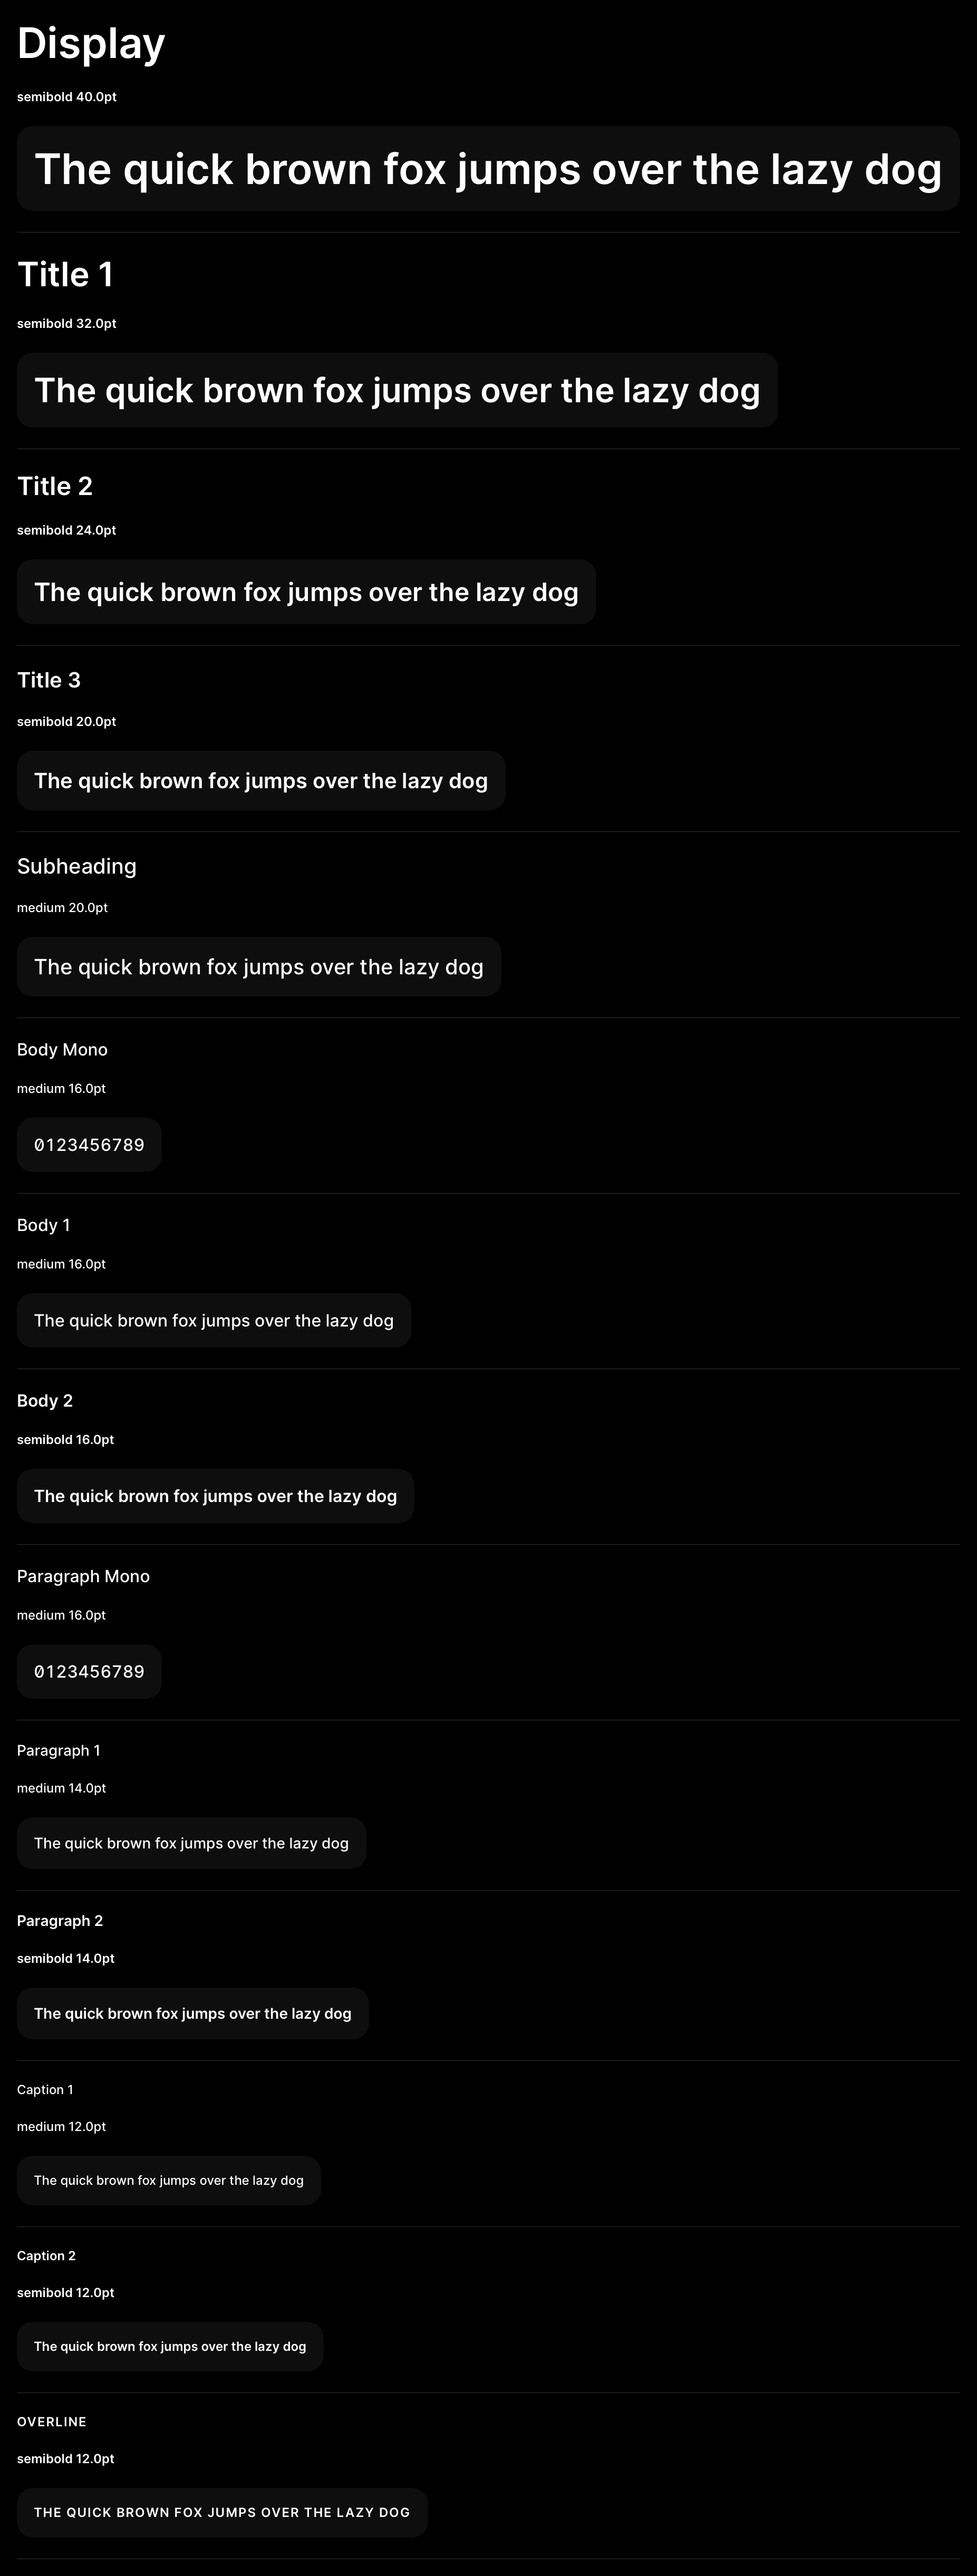 Display
semibold 40.0pt
The quick brown fox jumps over the lazy dog
Title 1
semibold 32.0pt
The quick brown fox jumps over the lazy dog
Title 2
semibold 24.0pt
The quick brown fox jumps over the lazy dog
Title 3
semibold 20.0pt
The quick brown fox jumps over the lazy dog
Subheading
medium 20.0pt
The quick brown fox jumps over the lazy dog
Body Mono
medium 16.0pt
0123456789
Body 1
medium 16.0pt
The quick brown fox jumps over the lazy dog
Body 2
semibold 16.0pt
The quick brown fox jumps over the lazy dog
Paragraph Mono
medium 16.0pt
0123456789
Paragraph 1
medium 14.0pt
The quick brown fox jumps over the lazy dog
Paragraph 2
semibold 14.0pt
The quick brown fox jumps over the lazy dog
Caption 1
medium 12.0pt
The quick brown fox jumps over the lazy dog
Caption 2
semibold 12.0pt
The quick brown fox jumps over the lazy dog
OVERLINE
semibold 12.0pt
THE QUICK BROWN FOX JUMPS OVER THE LAZY DOG